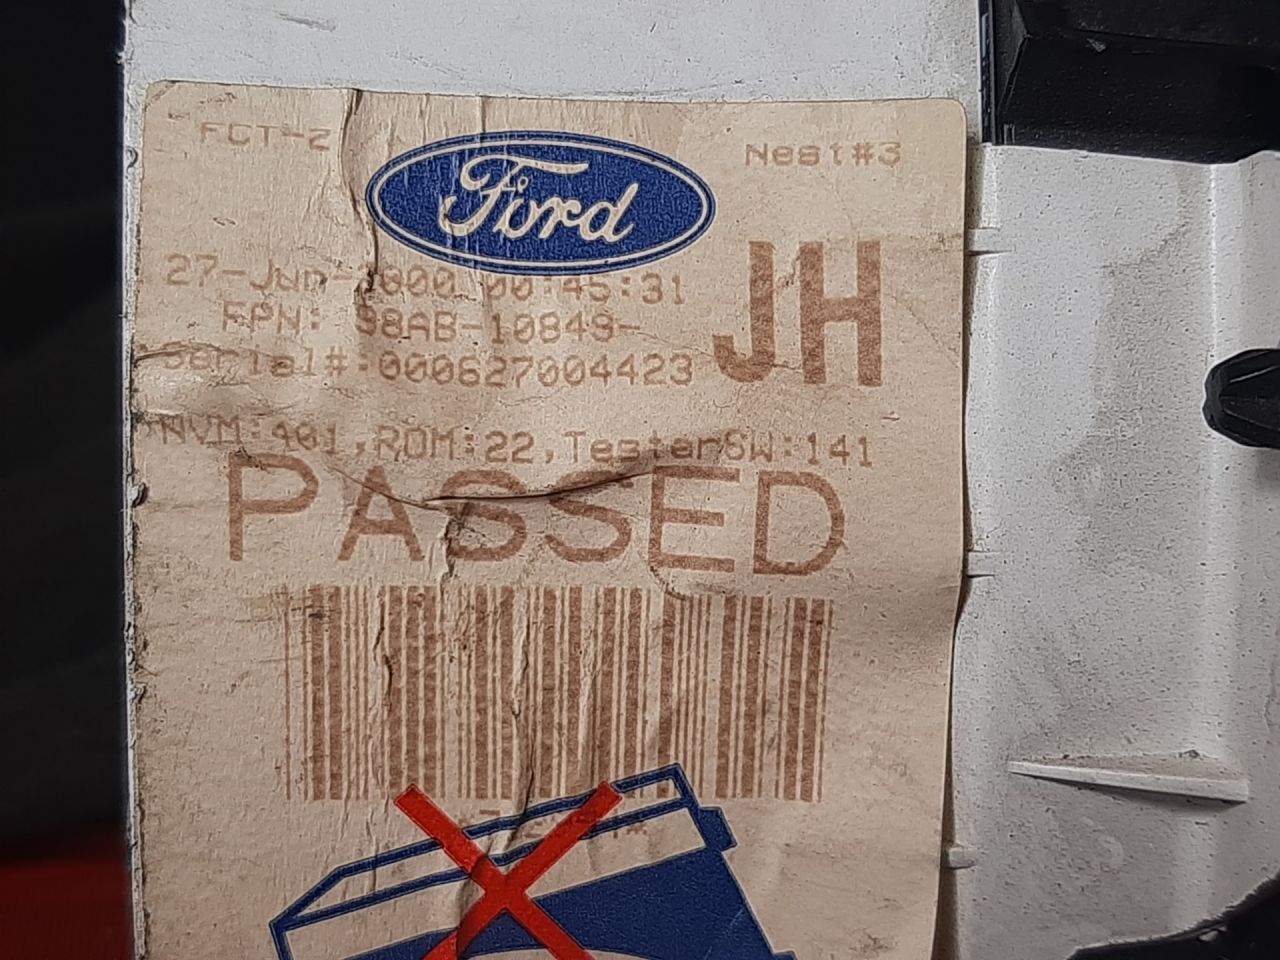 FCT-2
Ford
Nest#3
27-Jun-2000 00:45:31
FPN: 98AB-10849-
JH
Serial#:000627004423
NVM:401,ROM:22,TesterSW:141
PASSED